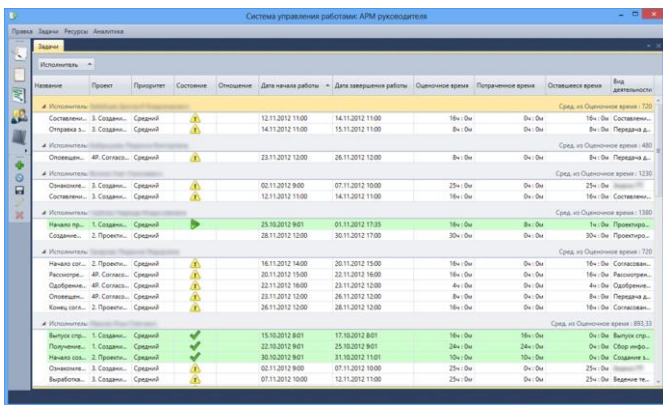 Система управления работами: АРМ руководителя
Правка Задачи Ресурсы Аналитика
Задачи
Исполнитель
Название Проект Приоритет Состояние Отношение Дата начала работы Дата завершения работы Оценочное время Потраченное время Оставшееся время Вид деятельности
Исполнитель: Сред. из Оценочное время : 720
Составлени... 3. Создани... Средний 12.11.2012 11:00 14.11.2012 11:00 16ч : 0м 0ч : 0м 16ч : 0м Составлени...
Отправка з... 3. Создани... Средний 14.11.2012 11:00 15.11.2012 11:00 8ч : 0м 0ч : 0м 8ч : 0м Передача д...
Исполнитель: Сред. из Оценочное время : 480
Оповещен... 4Р. Согласо... Средний 23.11.2012 12:00 26.11.2012 12:00 8ч : 0м 0ч : 0м 8ч : 0м Передача д...
Исполнитель: Сред. из Оценочное время : 1230
Ознакомле... 3. Создани... Средний 02.11.2012 9:00 07.11.2012 10:00 25ч : 0м 0ч : 0м 25ч : 0м
Составлени... 3. Создани... Средний 12.11.2012 11:00 14.11.2012 11:00 16ч : 0м 0ч : 0м 16ч : 0м Составлени...
Исполнитель: Сред. из Оценочное время : 1380
Начало пр... 1. Создани... Средний 25.10.2012 9:01 01.11.2012 17:35 16ч : 0м 8ч : 0м 1ч : 0м Проектиро...
Создание... 2. Проекти... Средний 28.11.2012 12:00 30.11.2012 17:00 30ч : 0м 0ч : 0м 30ч : 0м Проектиро...
Исполнитель: Сред. из Оценочное время : 720
Начало сог... 2. Проекти... Средний 16.11.2012 14:00 20.11.2012 15:00 16ч : 0м 0ч : 0м 16ч : 0м Согласован...
Рассмотре... 4Р. Согласо... Средний 20.11.2012 15:00 22.11.2012 16:00 16ч : 0м 0ч : 0м 16ч : 0м Рассмотрен...
Одобрение... 4Р. Согласо... Средний 22.11.2012 16:00 23.11.2012 12:00 4ч : 0м 0ч : 0м 4ч : 0м Одобрение...
Оповещен... 4Р. Согласо... Средний 23.11.2012 12:00 26.11.2012 12:00 8ч : 0м 0ч : 0м 8ч : 0м Передача д...
Конец согл... 2. Проекти... Средний 26.11.2012 12:00 28.11.2012 12:00 16ч : 0м 0ч : 0м 16ч : 0м Согласован...
Исполнитель: Сред. из Оценочное время : 893,33
Выпуск спр... 1. Создани... Средний 15.10.2012 8:01 17.10.2012 8:01 16ч : 0м 16ч : 0м 0ч : 0м Выпуск спр...
Получение... 1. Создани... Средний 22.10.2012 9:01 25.10.2012 9:01 24ч : 0м 24ч : 0м 0ч : 0м Сбор инфо...
Начало соз... 2. Проекти... Средний 30.10.2012 9:01 31.10.2012 11:01 10ч : 0м 10ч : 0м 0ч : 0м Создание з...
Ознакомле... 3. Создани... Средний 02.11.2012 9:00 07.11.2012 10:00 25ч : 0м 0ч : 0м 25ч : 0м
Выработка... 3. Создани... Средний 07.11.2012 10:00 12.11.2012 11:00 25ч : 0м 0ч : 0м 25ч : 0м Ведение те...